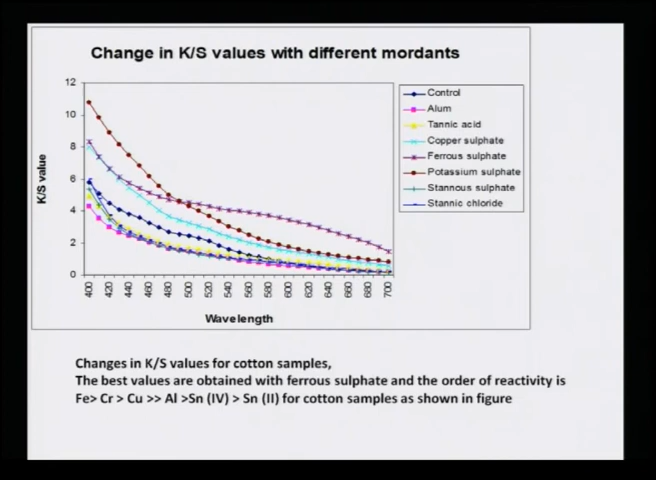 Change in K/S values with different mordants
12
10
8
6
4
2
0
K/S value
400
420
440
460
480
500
520
540
560
580
600
620
640
660
680
700
Wavelength
Control
Alum
Tannic acid
Copper sulphate
Ferrous sulphate
Potassium sulphate
Stannous sulphate
Stannic chloride
Changes in K/S values for cotton samples,
The best values are obtained with ferrous sulphate and the order of reactivity is
Fe> Cr > Cu >> Al >Sn (IV) > Sn (II) for cotton samples as shown in figure